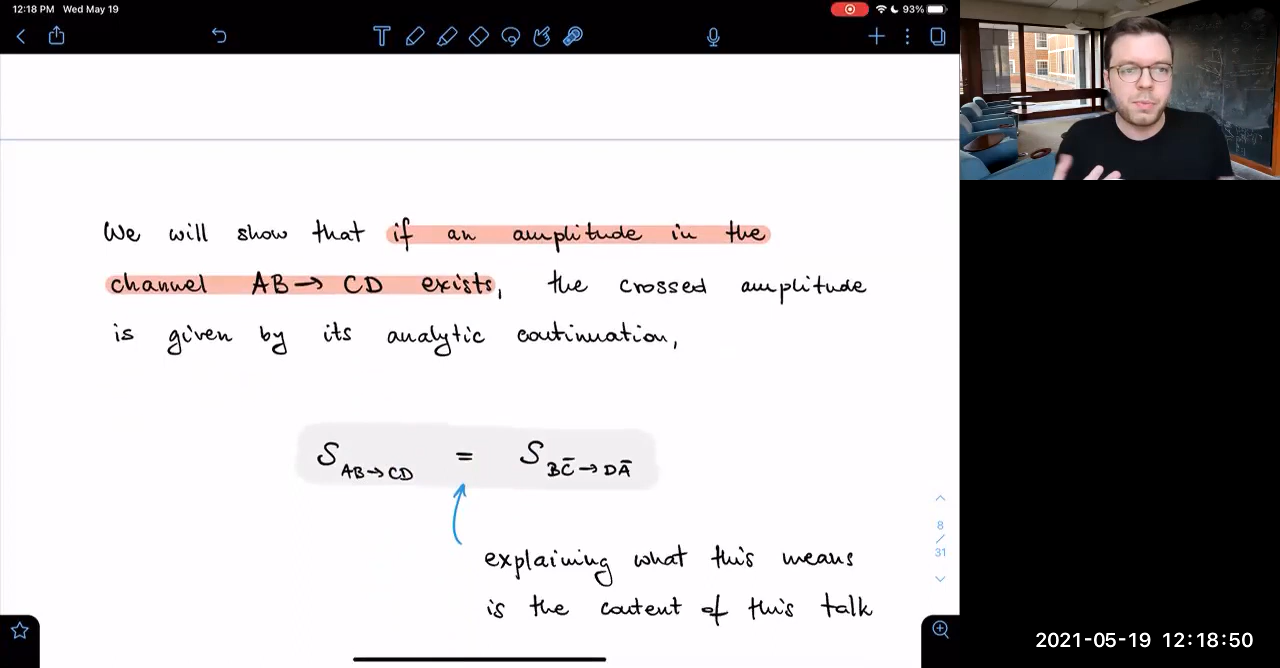 12:18 PM Wed May 19
93%
We will show that if an amplitude in the
channel AB → CD exists, the crossed amplitude
is given by its analytic continuation,
S AB→CD = S BC̄→DĀ
explaining what this means
is the content of this talk
8
/
31
2021-05-19 12:18:50